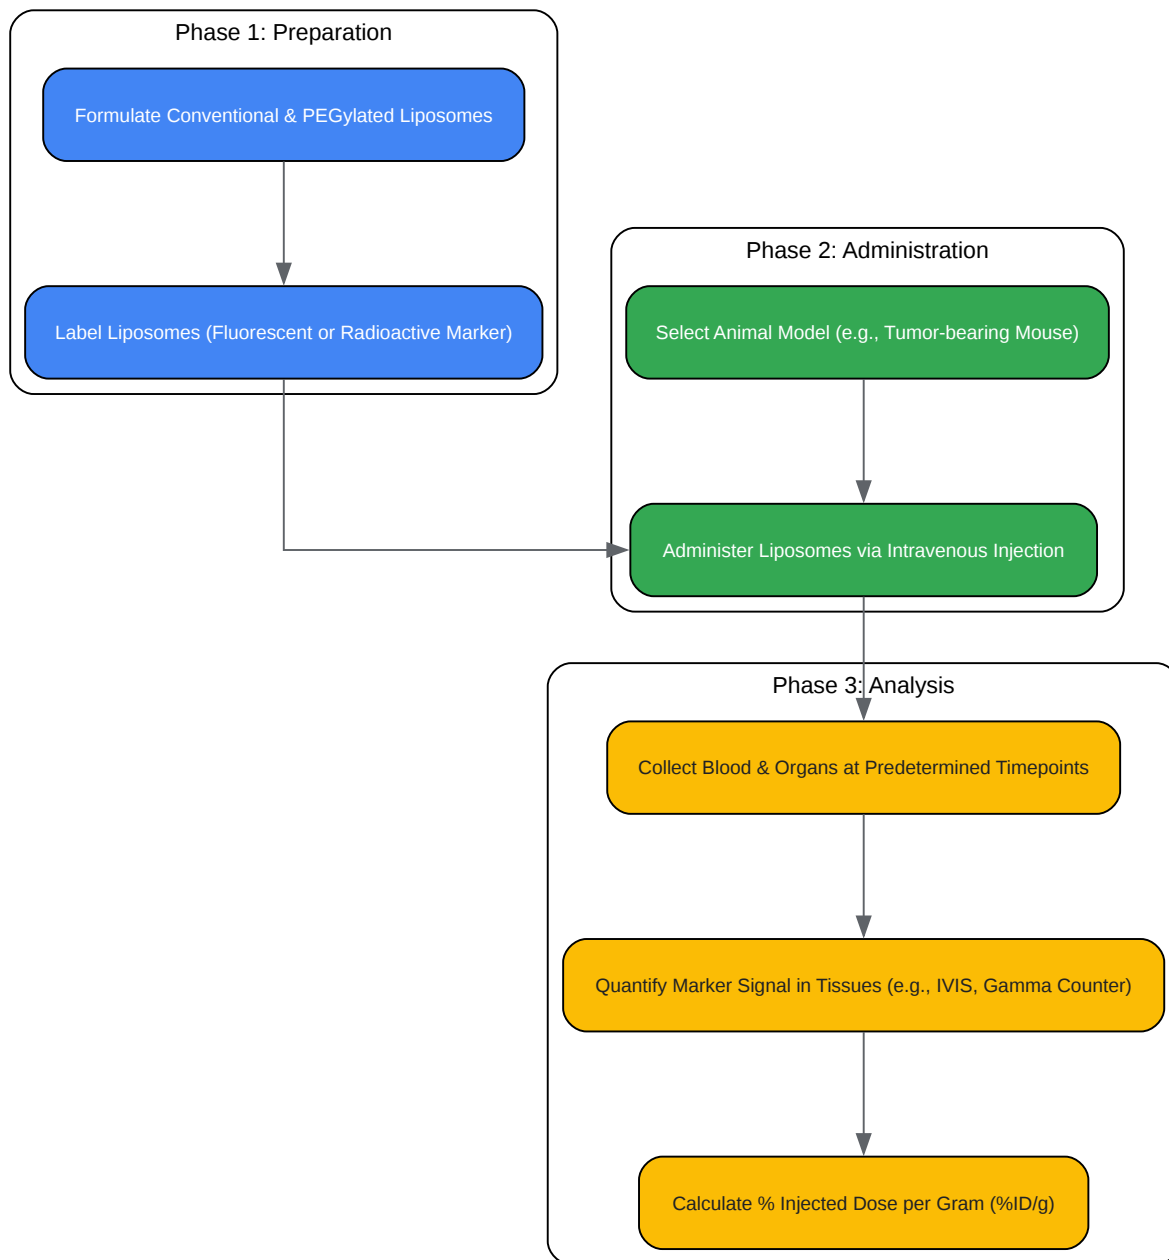 Phase 1: Preparation
Formulate Conventional & PEGylated Liposomes
Label Liposomes (Fluorescent or Radioactive Marker)
Phase 2: Administration
Select Animal Model (e.g., Tumor-bearing Mouse)
Administer Liposomes via Intravenous Injection
Phase 3: Analysis
Collect Blood & Organs at Predetermined Timepoints
Quantify Marker Signal in Tissues (e.g., IVIS, Gamma Counter)
Calculate % Injected Dose per Gram (%ID/g)